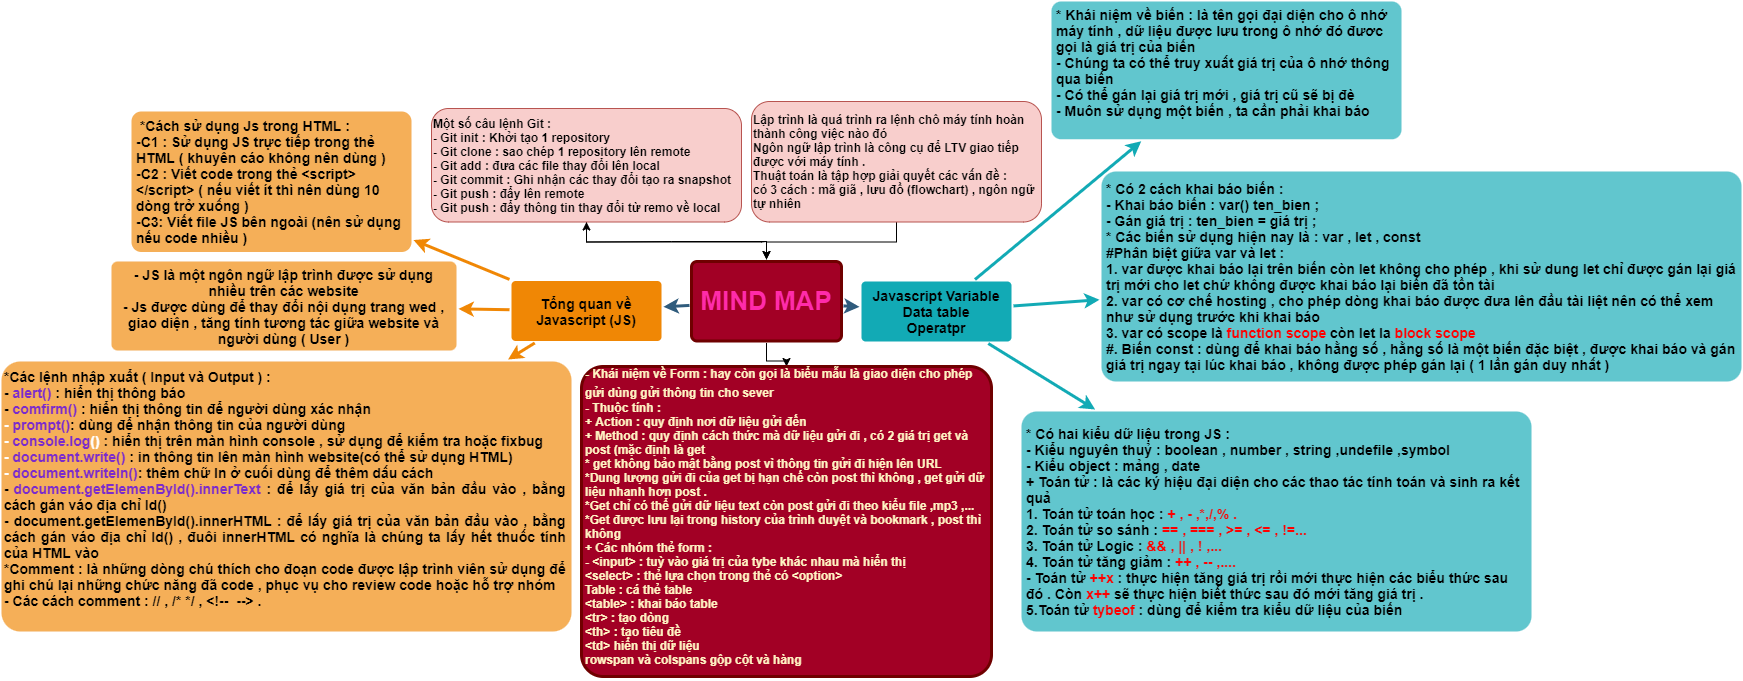 * Khái niệm về biến : là tên gọi đại diện cho ô nhớ
máy tính , dữ liệu được lưu trong ô nhớ đó đươc
gọi là giá trị của biến
- Chúng ta có thể truy xuất giá trị của ô nhớ thông
qua biến
- Có thể gán lại giá trị mới , giá trị cũ sẽ bị đè
- Muôn sử dụng một biến , ta cần phải khai báo
*Cách sử dụng Js trong HTML :
-C1 : Sử dụng JS trực tiếp trong thẻ
HTML ( khuyên cáo không nên dùng )
-C2 : Viết code trong thẻ <script>
</script> ( nếu viết ít thì nên dùng 10
dòng trở xuống )
-C3: Viết file JS bên ngoài (nên sử dụng
nếu code nhiều )
Một số câu lệnh Git :
- Git init : Khởi tạo 1 repository
- Git clone : sao chép 1 repository lên remote
- Git add : đưa các file thay đổi lên local
- Git commit : Ghi nhận các thay đổi tạo ra snapshot
- Git push : đẩy lên remote
- Git push : đẩy thông tin thay đổi từ remo về local
Lập trình là quá trình ra lệnh chô máy tính hoàn
thành công việc nào đó
Ngôn ngữ lập trình là công cụ để LTV giao tiếp
được với máy tính .
Thuật toán là tập hợp giải quyết các vấn đề :
có 3 cách : mã giã , lưu đồ (flowchart) , ngôn ngữ
tự nhiên
* Có 2 cách khai báo biến :
- Khai báo biến : var() ten_bien ;
- Gán giá trị : ten_bien = giá trị ;
* Các biến sử dụng hiện nay là : var , let , const
#Phân biệt giữa var và let :
1. var được khai báo lại trên biến còn let không cho phép , khi sử dung let chỉ được gán lại giá
trị mới cho let chứ không được khai báo lại biến đã tồn tài
2. var có cơ chế hosting , cho phép dòng khai báo được đưa lên đầu tài liệt nên có thể xem
như sử dụng trước khi khai báo
3. var có scope là function scope còn let la block scope
#. Biến const : dùng để khai báo hằng số , hằng số là một biến đặc biệt , được khai báo và gán
giá trị ngay tại lúc khai báo , không được phép gán lại ( 1 lần gán duy nhất )
- JS là một ngôn ngữ lập trình được sử dụng
nhiều trên các website
- Js được dùng để thay đổi nội dụng trang wed ,
giao diện , tăng tính tương tác giữa website và
người dùng ( User )
Tổng quan về
Javascript (JS)
MIND MAP
Javascript Variable
Data table
Operatpr
*Các lệnh nhập xuất ( Input và Output ) :
- alert() : hiển thị thông báo
- comfirm() : hiển thị thông tin để người dùng xác nhận
- prompt(): dùng để nhận thông tin của người dùng
- console.log() : hiển thị trên màn hình console , sử dụng để kiểm tra hoặc fixbug
- document.write() : in thông tin lên màn hình website(có thể sử dụng HTML)
- document.writeln(): thêm chữ ln ở cuối dùng để thêm dấu cách
- document.getElemenById().innerText : để lấy giá trị của văn bản đầu vào , bằng
cách gán vào địa chỉ Id()
- document.getElemenById().innerHTML : để lấy giá trị của văn bản đầu vào , bằng
cách gán vào địa chỉ Id() , đuôi innerHTML có nghĩa là chúng ta lấy hết thuốc tính
của HTML vào
*Comment : là những dòng chú thích cho đoạn code được lập trình viên sử dụng để
ghi chú lại những chức năng đã code , phục vụ cho review code hoặc hỗ trợ nhóm
- Các cách comment : // , /* */ , <!-- --> .
- Khái niệm về Form : hay còn gọi là biểu mẫu là giao diện cho phép
gửi dùng gửi thông tin cho sever
- Thuộc tính :
+ Action : quy định nơi dữ liệu gửi đến
+ Method : quy định cách thức mà dữ liệu gửi đi , có 2 giá trị get và
post (mặc định là get
* get không bảo mật bằng post vì thông tin gửi đi hiện lên URL
*Dung lượng gửi đi của get bị hạn chế còn post thì không , get gửi dữ
liệu nhanh hơn post .
*Get chỉ có thể gửi dữ liệu text còn post gửi đi theo kiểu file ,mp3 ,...
*Get được lưu lại trong history của trình duyệt và bookmark , post thì
không
+ Các nhóm thẻ form :
- <input> : tuỳ vào giá trị của tybe khác nhau mà hiển thị
<select> : thẻ lựa chọn trong thẻ có <option>
Table : cá thẻ table
<table> : khai báo table
<tr> : tạo dòng
<th> : tạo tiêu đề
<td> hiển thị dữ liệu
rowspan và colspans gộp cột và hàng
* Có hai kiểu dữ liệu trong JS :
- Kiểu nguyên thuỷ : boolean , number , string ,undefile ,symbol
- Kiểu object : mảng , date
+ Toán tử : là các ký hiệu đại diện cho các thao tác tính toán và sinh ra kết
quả
1. Toán tử toán học : + , - ,*,/,% .
2. Toán tử so sánh : == , === , >= , <= , !=...
3. Toán tử Logic : && , || , ! ,...
4. Toán tử tăng giảm : ++ , -- ,....
- Toán tử ++x : thực hiện tăng giá trị rồi mới thực hiện các biểu thức sau
đó . Còn x++ sẽ thực hiện biết thức sau đó mới tăng giá trị .
5.Toán tử tybeof : dùng để kiểm tra kiểu dữ liệu của biến